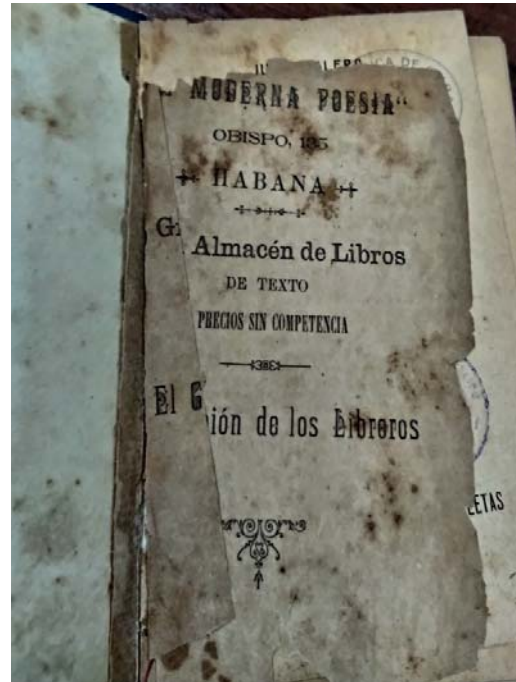 MODERNA POESIA"
OBISPO, 135
HABANA
Almacén de Libros
DE TEXTO
PRECIOS SIN COMPETENCIA
El G
ión de los Libreros
ETAS